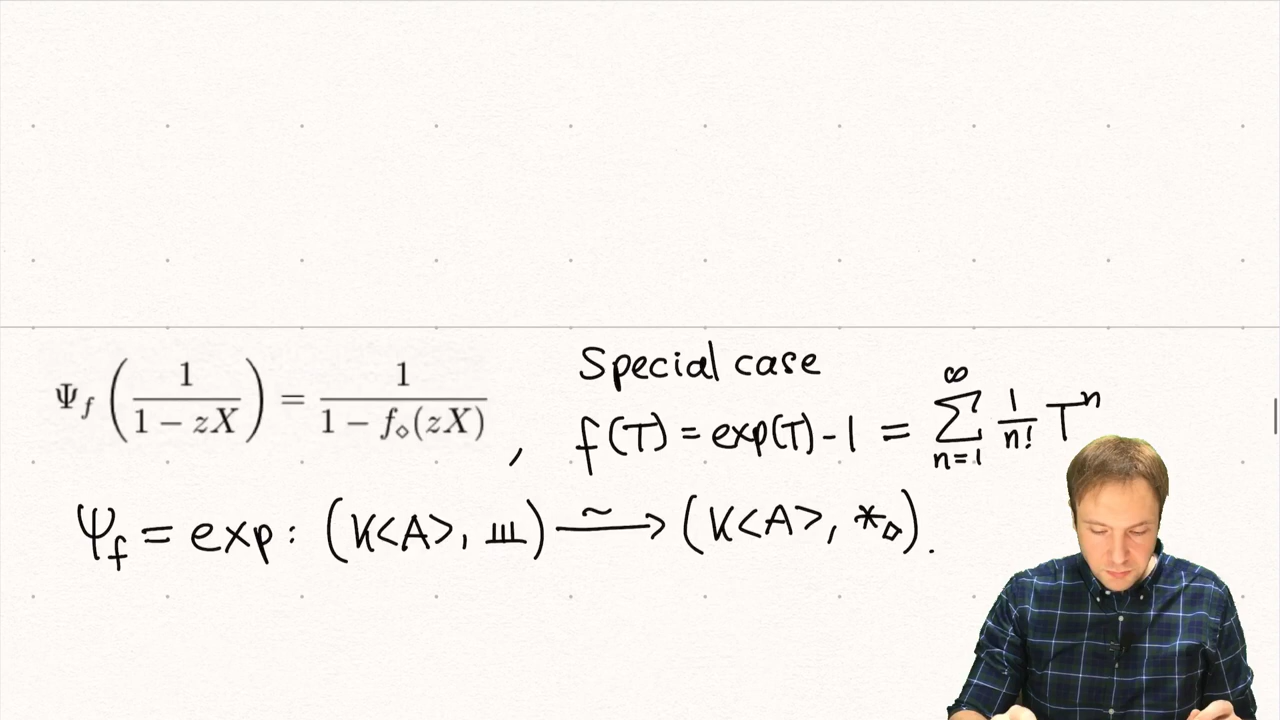 Special case
Ψ_f ( 1 / (1 − zX) ) = 1 / (1 − f_⋄(zX)) ,
f(T) = exp(T) - 1 = ∑_{n=1}^{∞} 1/n! T^n
Ψ_f = exp : (K<A>, ш) ⟶^{~} (K<A>, *_⋄).